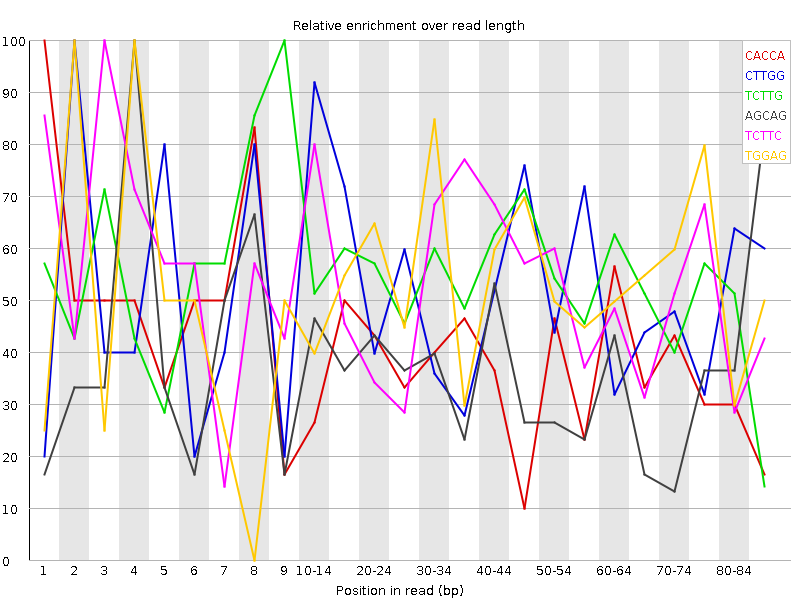 Relative enrichment over read length
100
90
80
70
60
50
40
30
20
10
0
CACCA
CTTGG
TCTTG
AGCAG
TCTTC
TGGAG
1 2 3 4 5 6 7 8 9 10-14 20-24 30-34 40-44 50-54 60-64 70-74 80-84
Position in read (bp)